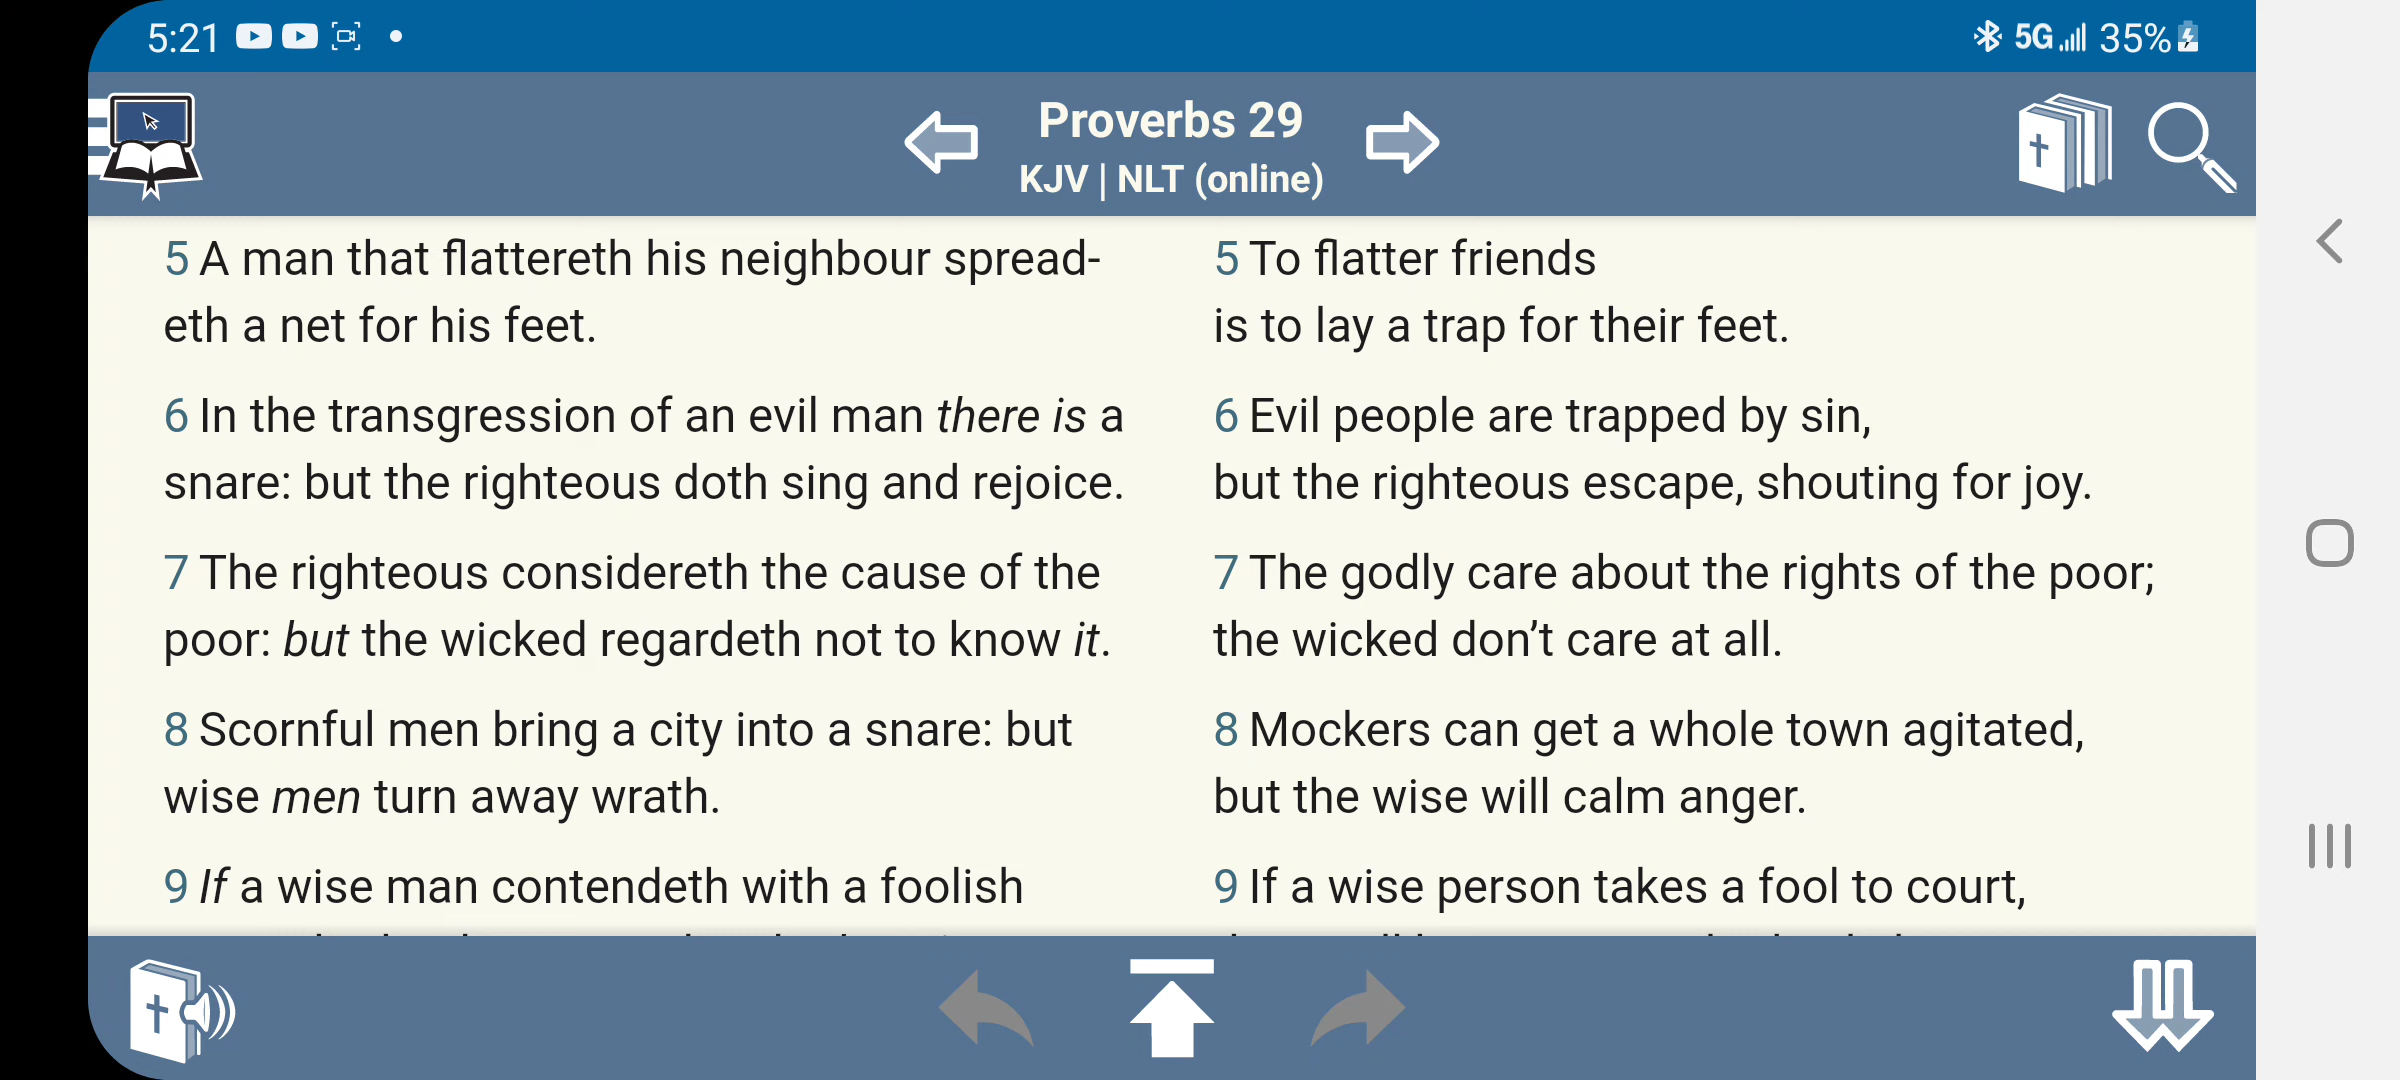 5:21
5G 35%
Proverbs 29
KJV | NLT (online)
5 A man that flattereth his neighbour spread-
eth a net for his feet.
6 In the transgression of an evil man there is a
snare: but the righteous doth sing and rejoice.
7 The righteous considereth the cause of the
poor: but the wicked regardeth not to know it.
8 Scornful men bring a city into a snare: but
wise men turn away wrath.
9 If a wise man contendeth with a foolish
5 To flatter friends
is to lay a trap for their feet.
6 Evil people are trapped by sin,
but the righteous escape, shouting for joy.
7 The godly care about the rights of the poor;
the wicked don’t care at all.
8 Mockers can get a whole town agitated,
but the wise will calm anger.
9 If a wise person takes a fool to court,